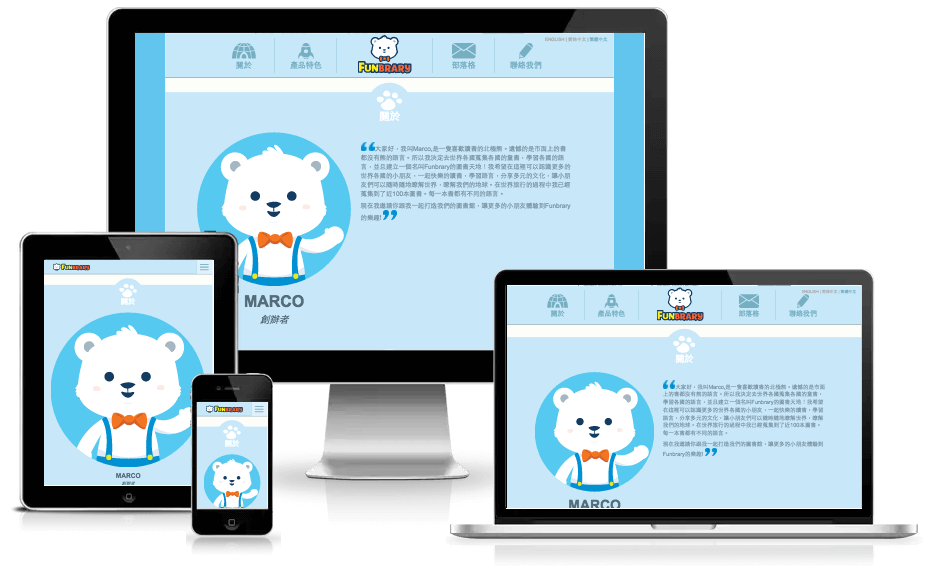 ENGLISH | 简体中文 | 繁體中文
關於
產品特色
FUNBRARY
部落格
聯絡我們
關於
❝大家好，我叫Marco,是一隻喜歡讀書的北極熊。遺憾的是市面上的書
都沒有熊的語言。所以我決定去世界各國蒐集各國的童書，學習各國的語
言，並且建立一個名叫Funbrary的圖書天地！我希望在這裡可以認識更多的
世界各國的小朋友，一起快樂的讀書，學習語言，分享多元的文化，讓小朋
友們可以隨時隨地瞭解世界，瞭解我們的地球。在世界旅行的過程中我已經
蒐集到了近100本圖書。每一本書都有不同的語言。
現在我邀請你跟我一起打造我們的圖書館，讓更多的小朋友體驗到Funbrary
的樂趣!❞
MARCO
創辦者
FUNBRARY
關於
MARCO
創辦者
FUNBRARY
關於
ENGLISH | 简体中文 | 繁體中文
關於
產品特色
FUNBRARY
部落格
聯絡我們
關於
❝大家好，我叫Marco,是一隻喜歡讀書的北極熊。遺憾的是市面
上的書都沒有熊的語言。所以我決定去世界各國蒐集各國的童書，
學習各國的語言，並且建立一個名叫Funbrary的圖書天地！我希望
在這裡可以認識更多的世界各國的小朋友，一起快樂的讀書，學習
語言，分享多元的文化，讓小朋友們可以隨時隨地瞭解世界，瞭解
我們的地球。在世界旅行的過程中我已經蒐集到了近100本圖書。
每一本書都有不同的語言。
現在我邀請你跟我一起打造我們的圖書館，讓更多的小朋友體驗到
Funbrary的樂趣!❞
MARCO